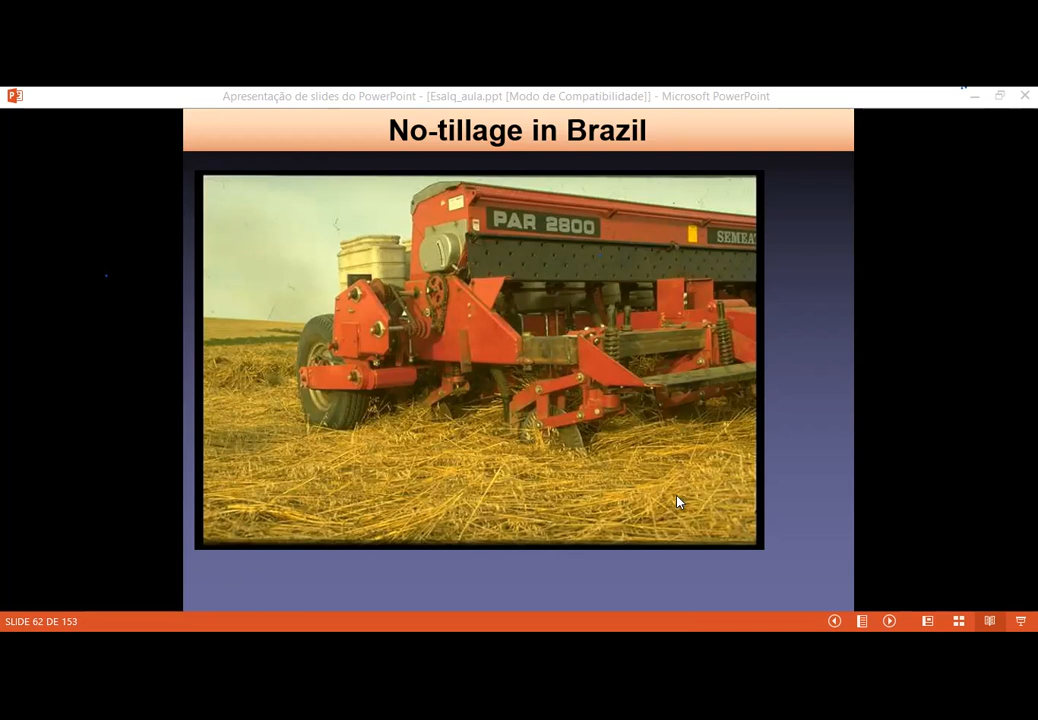 Apresentação de slides do PowerPoint - [Esalq_aula.ppt [Modo de Compatibilidade]] - Microsoft PowerPoint
No-tillage in Brazil
PAR 2800
SEMEA
SLIDE 62 DE 153